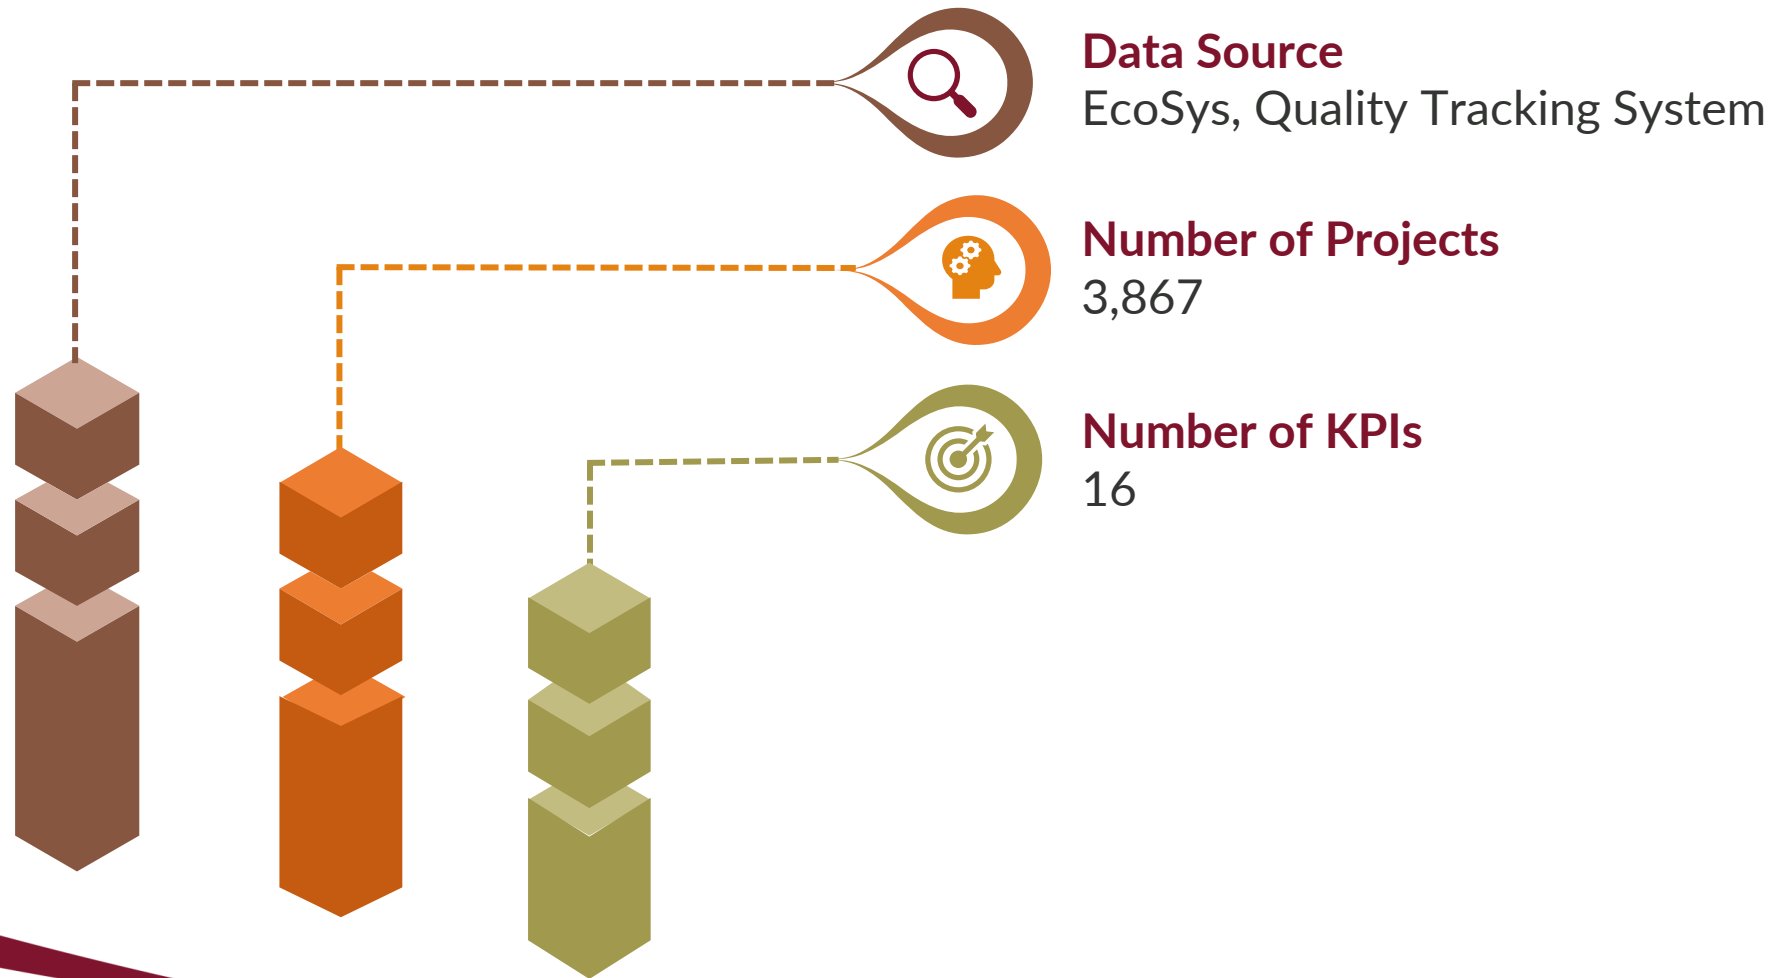 Data Source
EcoSys, Quality Tracking System
Number of Projects
3,867
Number of KPIs
16